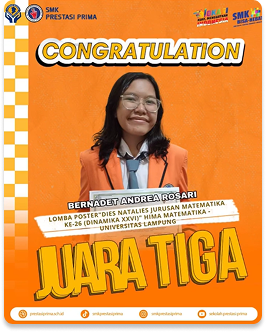 SMK
PRESTASI PRIMA
CONGRATULATION
BERNADET ANDREA ROSARI
LOMBA POSTER"DIES NATALIES JURUSAN MATEMATIKA
KE-26 (DINAMIKA XXVI)" HIMA MATEMATIKA -
UNIVERSITAS LAMPUNG
JUARA TIGA